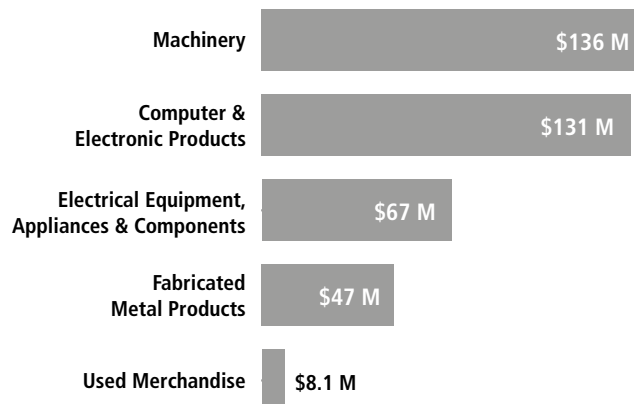 Machinery
$136 M
Computer &
Electronic Products
$131 M
Electrical Equipment,
Appliances & Components
$67 M
Fabricated
Metal Products
$47 M
Used Merchandise
$8.1 M